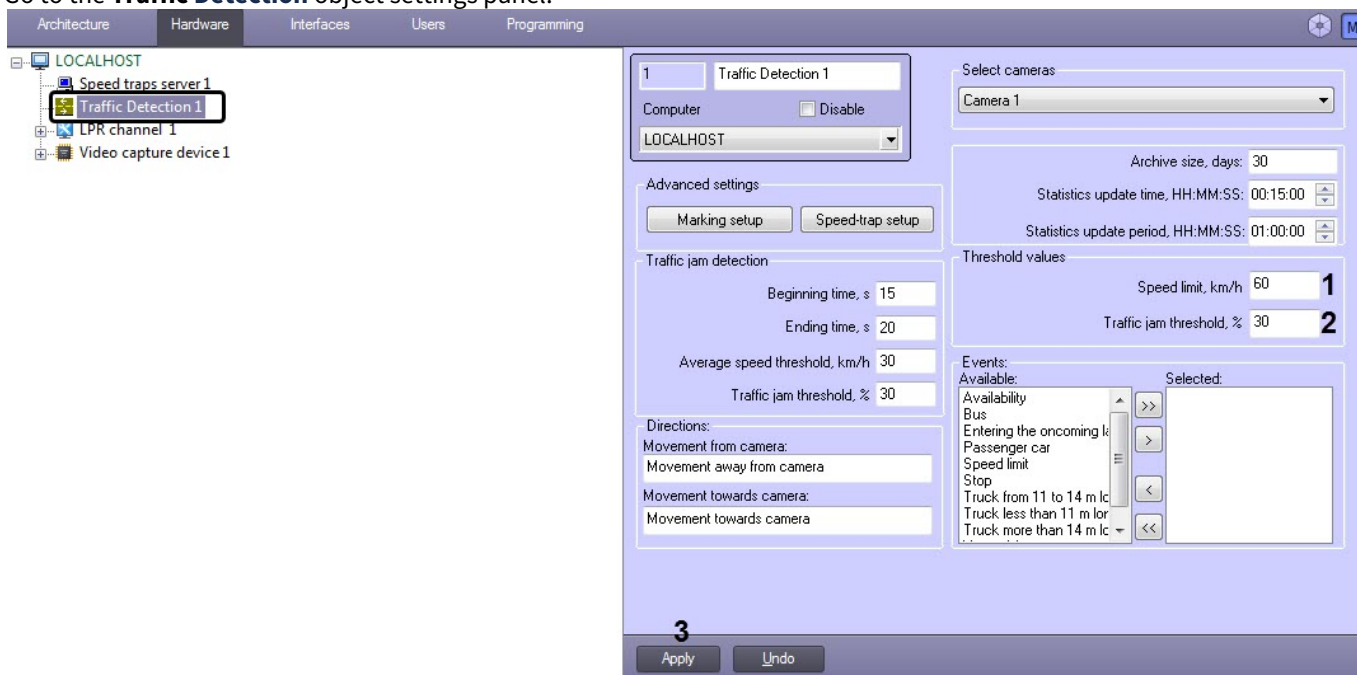 Go to the Traffic Detection object settings panel.
Architecture Hardware Interfaces Users Programming
LOCALHOST
Speed traps server 1
Traffic Detection 1
LPR channel 1
Video capture device 1
1 Traffic Detection 1
Computer Disable
LOCALHOST
Select cameras
Camera 1
Archive size, days: 30
Statistics update time, HH:MM:SS: 00:15:00
Statistics update period, HH:MM:SS: 01:00:00
Advanced settings
Marking setup Speed-trap setup
Traffic jam detection
Beginning time, s 15
Ending time, s 20
Average speed threshold, km/h 30
Traffic jam threshold, % 30
Threshold values
Speed limit, km/h 60 1
Traffic jam threshold, % 30 2
Directions:
Movement from camera:
Movement away from camera
Movement towards camera:
Movement towards camera
Events:
Available: Selected:
Availability >>
Bus
Entering the oncoming
Passenger car >
Speed limit
Stop
Truck from 11 to 14 m <
Truck less than 11 m
Truck more than 14 m <<
3
Apply Undo